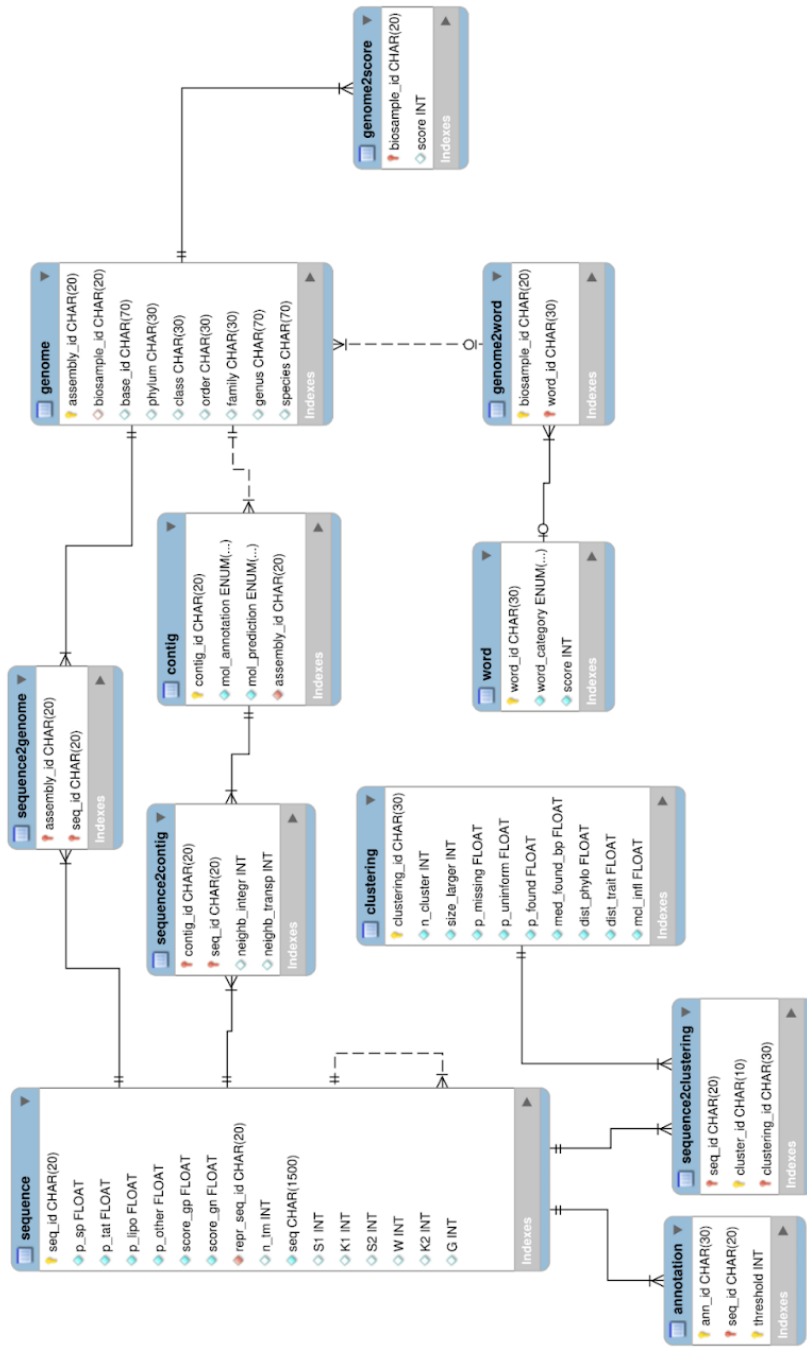 sequence
seq_id CHAR(20)
p_sp FLOAT
p_tat FLOAT
p_lipo FLOAT
p_other FLOAT
score_gp FLOAT
score_gn FLOAT
repr_seq_id CHAR(20)
n_tm INT
seq CHAR(1500)
S1 INT
K1 INT
S2 INT
W INT
K2 INT
G INT
Indexes
sequence2genome
assembly_id CHAR(20)
seq_id CHAR(20)
Indexes
genome
assembly_id CHAR(20)
biosample_id CHAR(20)
base_id CHAR(70)
phylum CHAR(30)
class CHAR(30)
order CHAR(30)
family CHAR(30)
genus CHAR(70)
species CHAR(70)
Indexes
genome2score
biosample_id CHAR(20)
score INT
Indexes
sequence2contig
contig_id CHAR(20)
seq_id CHAR(20)
neighb_integr INT
neighb_transp INT
Indexes
contig
contig_id CHAR(20)
mol_annotation ENUM(...)
mol_prediction ENUM(...)
assembly_id CHAR(20)
Indexes
clustering
clustering_id CHAR(30)
n_cluster INT
size_larger INT
p_missing FLOAT
p_uninform FLOAT
p_found FLOAT
med_found_bp FLOAT
dist_phylo FLOAT
dist_trait FLOAT
mcl_infl FLOAT
Indexes
word
word_id CHAR(30)
word_category ENUM(...)
score INT
Indexes
genome2word
biosample_id CHAR(20)
word_id CHAR(30)
Indexes
annotation
ann_id CHAR(30)
seq_id CHAR(20)
threshold INT
Indexes
sequence2clustering
seq_id CHAR(20)
cluster_id CHAR(10)
clustering_id CHAR(30)
Indexes